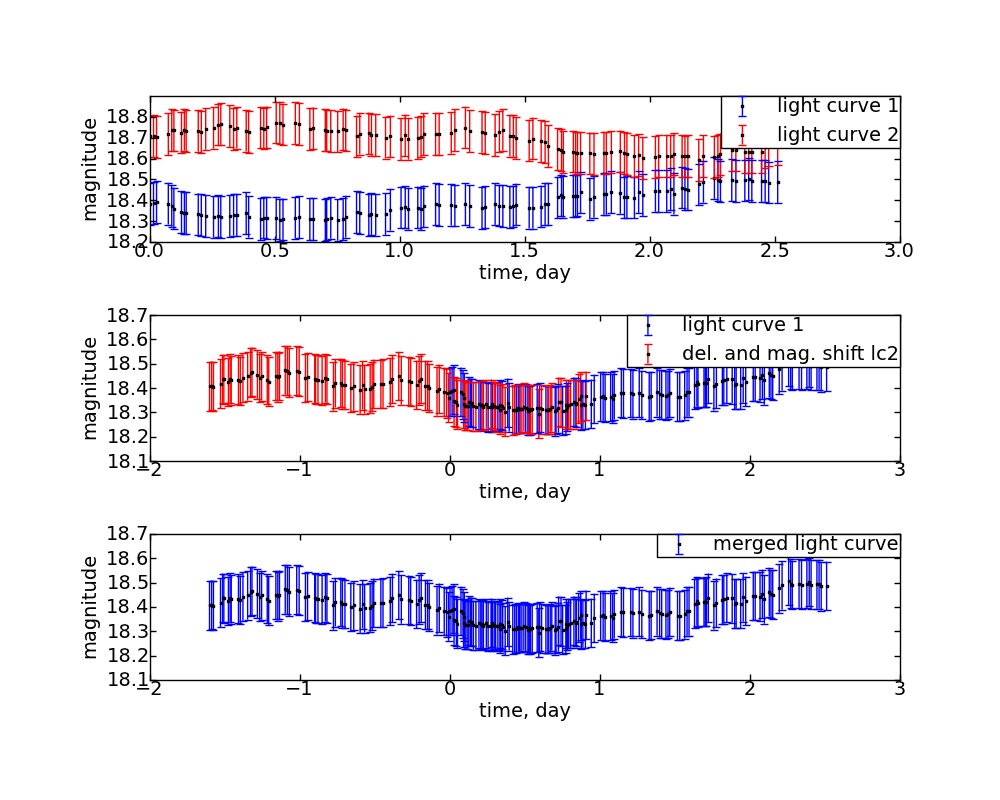 light curve 1
light curve 2
magnitude
18.8
18.7
18.6
18.5
18.4
18.3
18.2
0.0 0.5 1.0 1.5 2.0 2.5 3.0
time, day
light curve 1
del. and mag. shift lc2
magnitude
18.7
18.6
18.5
18.4
18.3
18.2
18.1
−2 −1 0 1 2 3
time, day
merged light curve
magnitude
18.7
18.6
18.5
18.4
18.3
18.2
18.1
−2 −1 0 1 2 3
time, day